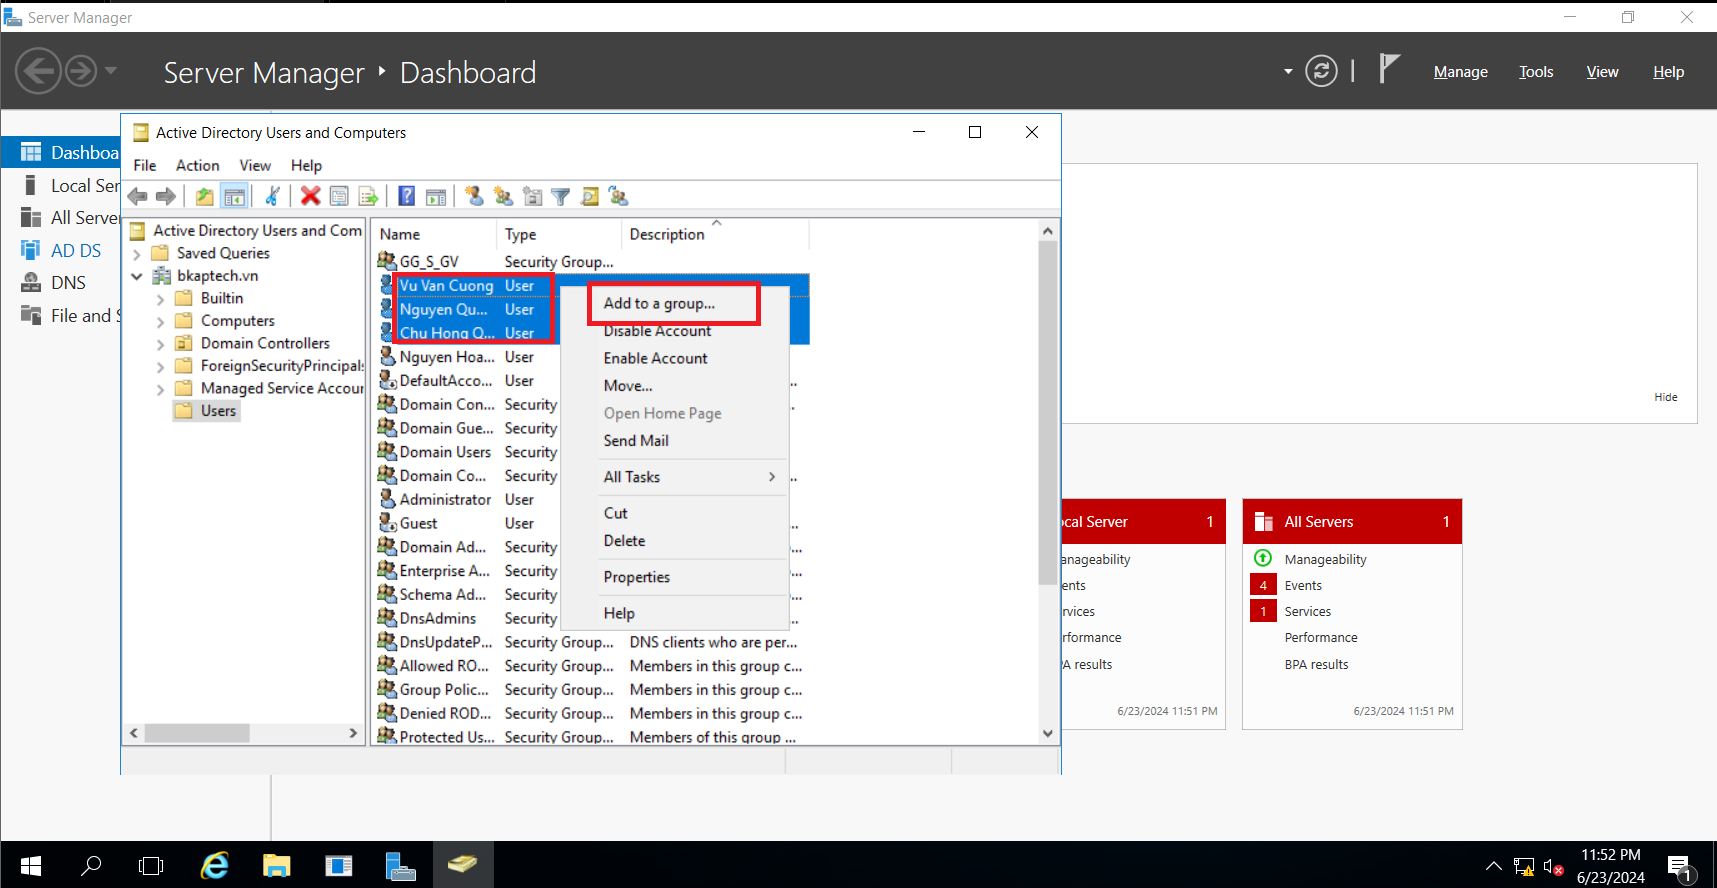 Server Manager
Server Manager ‣ Dashboard
Manage Tools View Help
Dashboa
Local Ser
All Server
AD DS
DNS
File and S
Active Directory Users and Computers
File Action View Help
Active Directory Users and Com
Saved Queries
bkaptech.vn
Builtin
Computers
Domain Controllers
ForeignSecurityPrincipals
Managed Service Accour
Users
Name Type Description
GG_S_GV Security Group...
Vu Van Cuong User
Nguyen Qu... User
Chu Hong Q... User
Nguyen Hoa... User
DefaultAcco... User
Domain Con... Security
Domain Gue... Security
Domain Users Security
Domain Co... Security
Administrator User
Guest User
Domain Ad... Security
Enterprise A... Security
Schema Ad... Security
DnsAdmins Security
DnsUpdateP... Security Group... DNS clients who are per...
Allowed RO... Security Group... Members in this group c...
Group Polic... Security Group... Members in this group c...
Denied ROD... Security Group... Members in this group c...
Protected Us... Security Group... Members of this group ...
Add to a group...
Disable Account
Enable Account
Move...
Open Home Page
Send Mail
All Tasks
Cut
Delete
Properties
Help
Hide
cal Server 1
anageability
ents
rvices
rformance
A results
6/23/2024 11:51 PM
All Servers 1
Manageability
4 Events
1 Services
Performance
BPA results
6/23/2024 11:51 PM
11:52 PM
6/23/2024
1